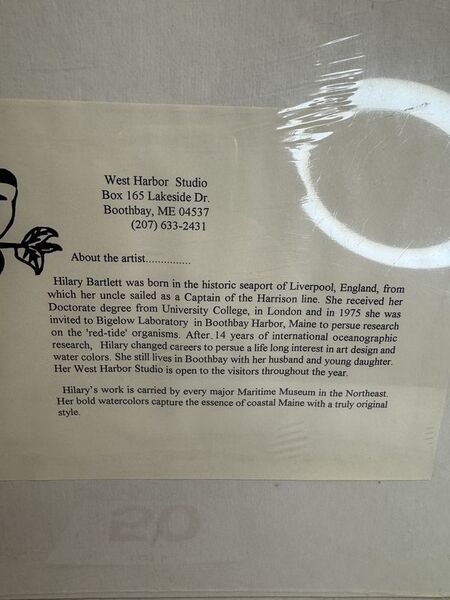 West Harbor Studio
Box 165 Lakeside Dr.
Boothbay, ME 04537
(207) 633-2431
About the artist...............
Hilary Bartlett was born in the historic seaport of Liverpool, England, from
which her uncle sailed as a Captain of the Harrison line. She received her
Doctorate degree from University College, in London and in 1975 she was
invited to Bigelow Laboratory in Boothbay Harbor, Maine to persue research
on the 'red-tide' organisms. After 14 years of international oceanographic
research, Hilary changed careers to persue a life long interest in art design and
water colors. She still lives in Boothbay with her husband and young daughter.
Her West Harbor Studio is open to the visitors throughout the year.
Hilary's work is carried by every major Maritime Museum in the Northeast.
Her bold watercolors capture the essence of coastal Maine with a truly original
style.